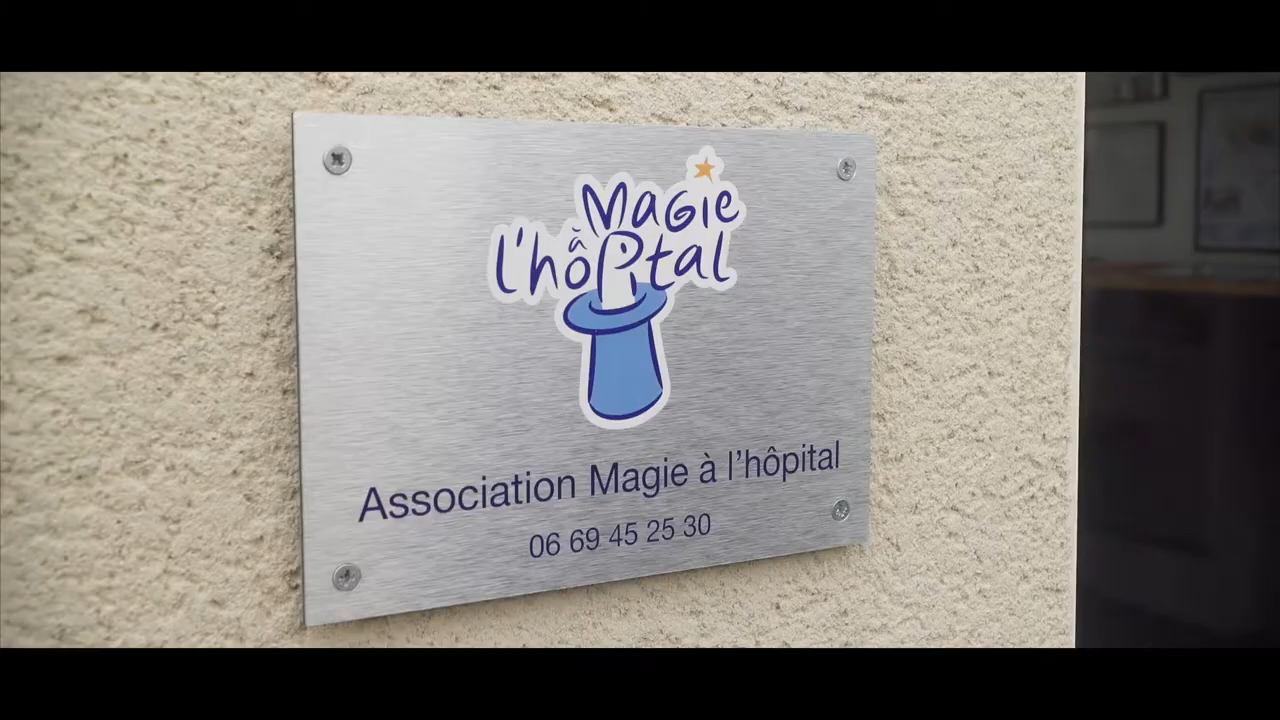 Magie
à
l'hôpital
Association Magie à l'hôpital
06 69 45 25 30